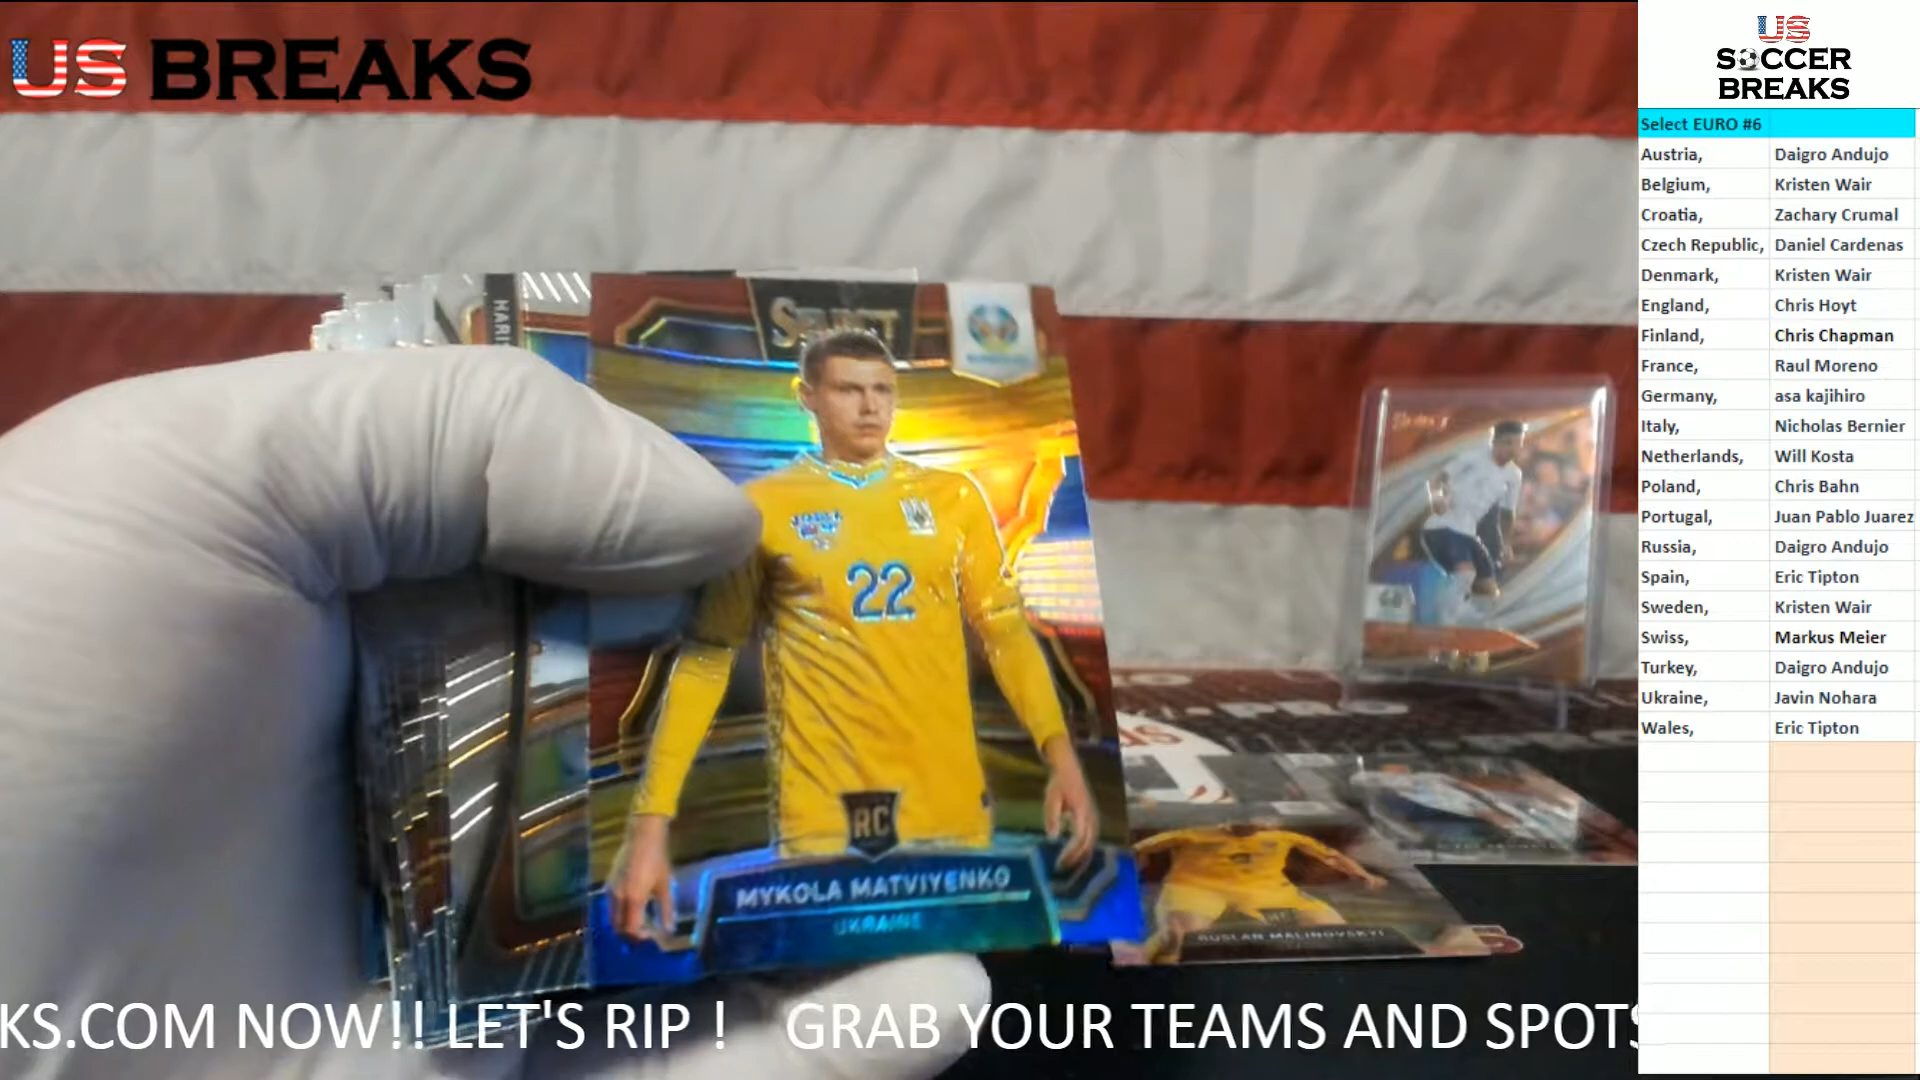 US BREAKS
SELECT
22
RC
MYKOLA MATVIYENKO
UKRAINE
RUSLAN MALINOVSKYI
KS.COM NOW!! LET'S RIP ! GRAB YOUR TEAMS AND SPOTS
US
SOCCER
BREAKS
Select EURO #6
Austria, Daigro Andujo
Belgium, Kristen Wair
Croatia, Zachary Crumal
Czech Republic, Daniel Cardenas
Denmark, Kristen Wair
England, Chris Hoyt
Finland, Chris Chapman
France, Raul Moreno
Germany, asa kajihiro
Italy, Nicholas Bernier
Netherlands, Will Kosta
Poland, Chris Bahn
Portugal, Juan Pablo Juarez
Russia, Daigro Andujo
Spain, Eric Tipton
Sweden, Kristen Wair
Swiss, Markus Meier
Turkey, Daigro Andujo
Ukraine, Javin Nohara
Wales, Eric Tipton